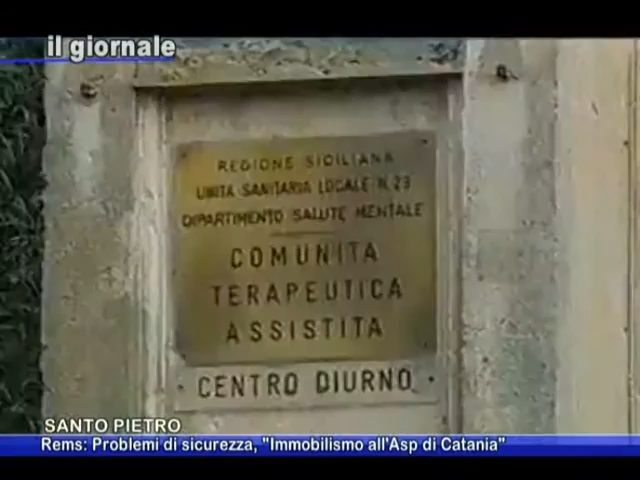 il giornale
REGIONE SICILIANA
UNITA SANITARIA LOCALE N.23
DIPARTIMENTO SALUTE MENTALE
COMUNITA
TERAPEUTICA
ASSISTITA
CENTRO DIURNO
SANTO PIETRO
Rems: Problemi di sicurezza, "Immobilismo all'Asp di Catania"